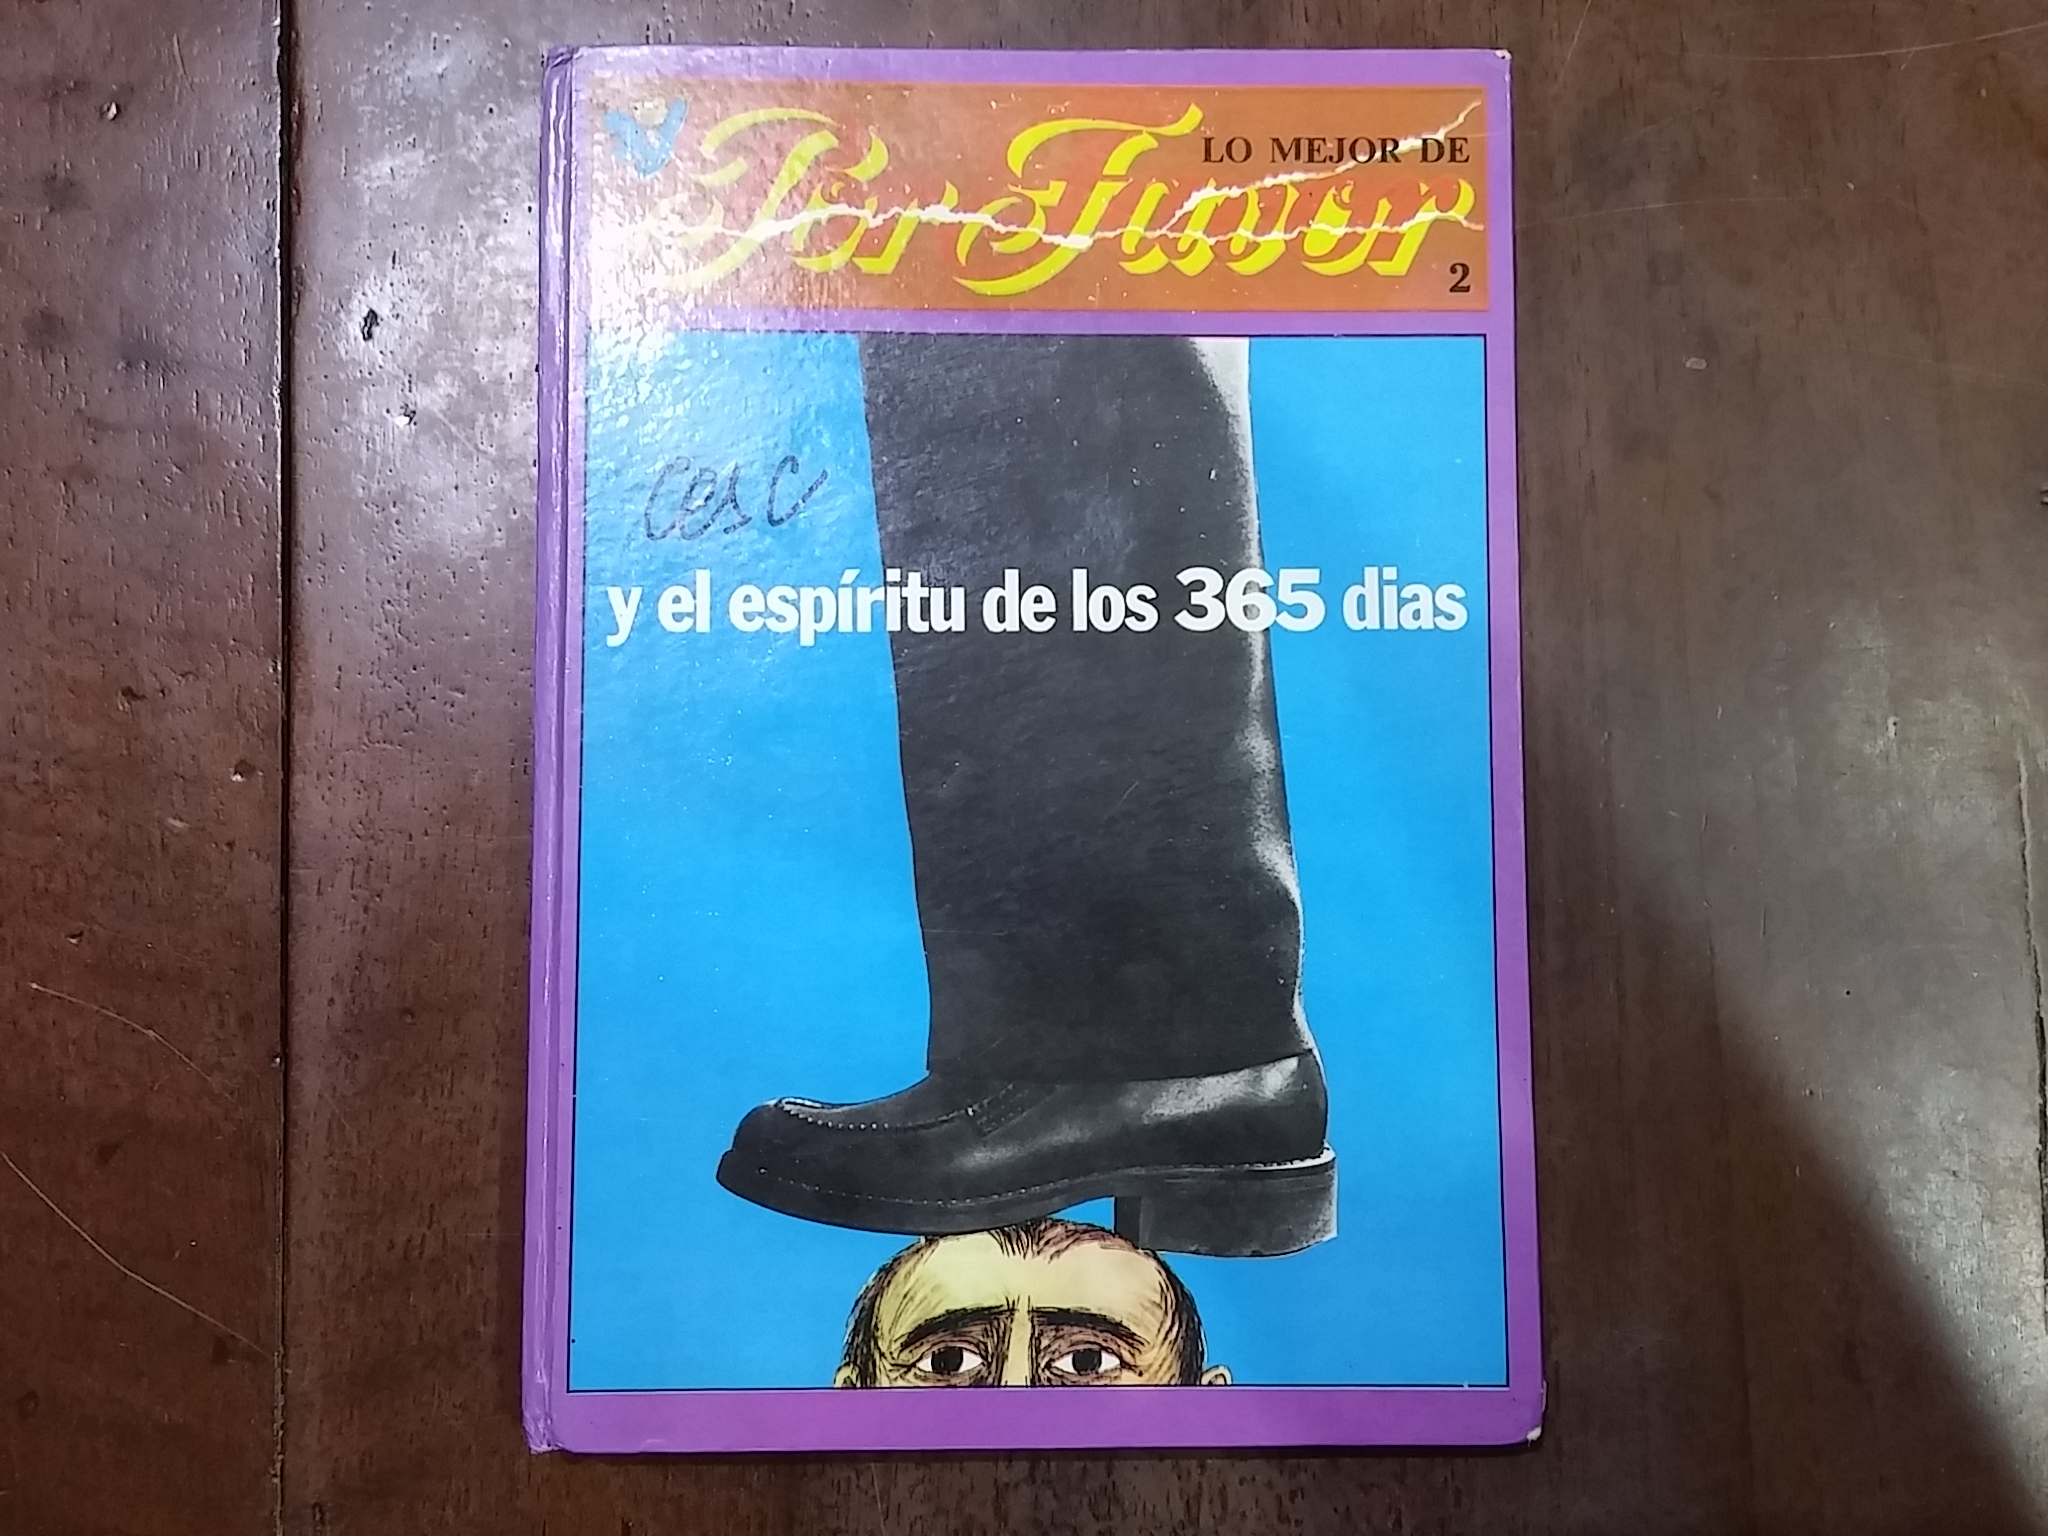 LO MEJOR DE
Por Favor
2
cesc
y el espíritu de los 365 dias